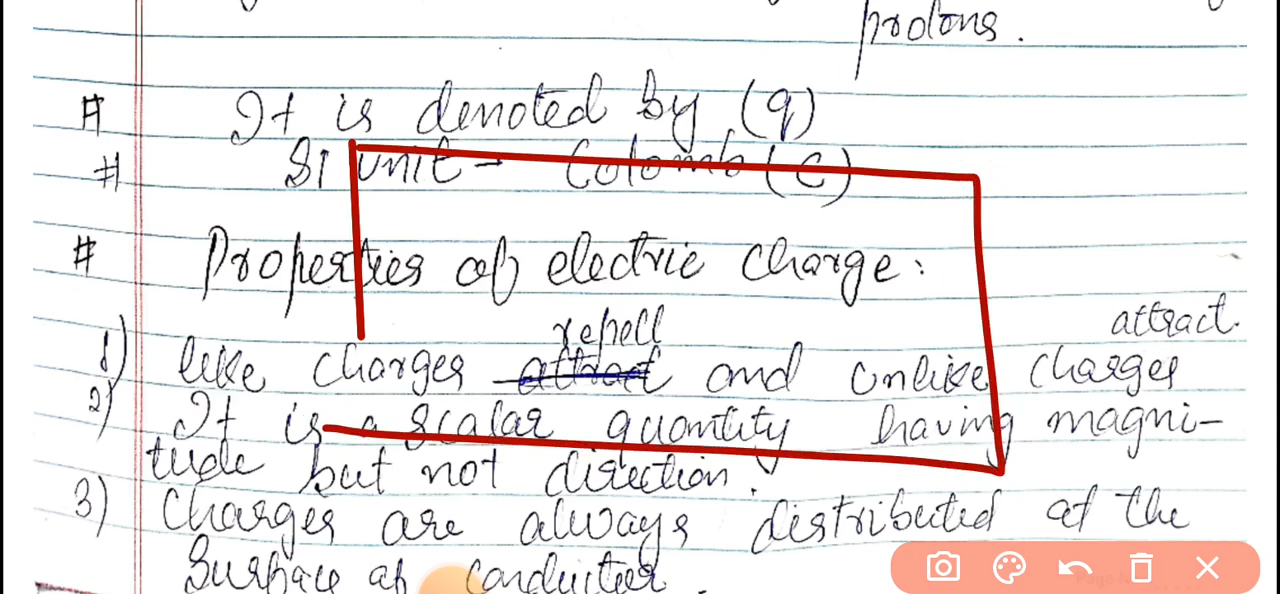 protons.
# It is denoted by (q)
# SI unit - Colomb (C)
# Properties of electric charge:
repell attract.
1) like charges attract and unlike charges
2) It is a scalar quantity having magni-
tude but not direction.
3) Charges are always distributed at the
Surface of conductor.